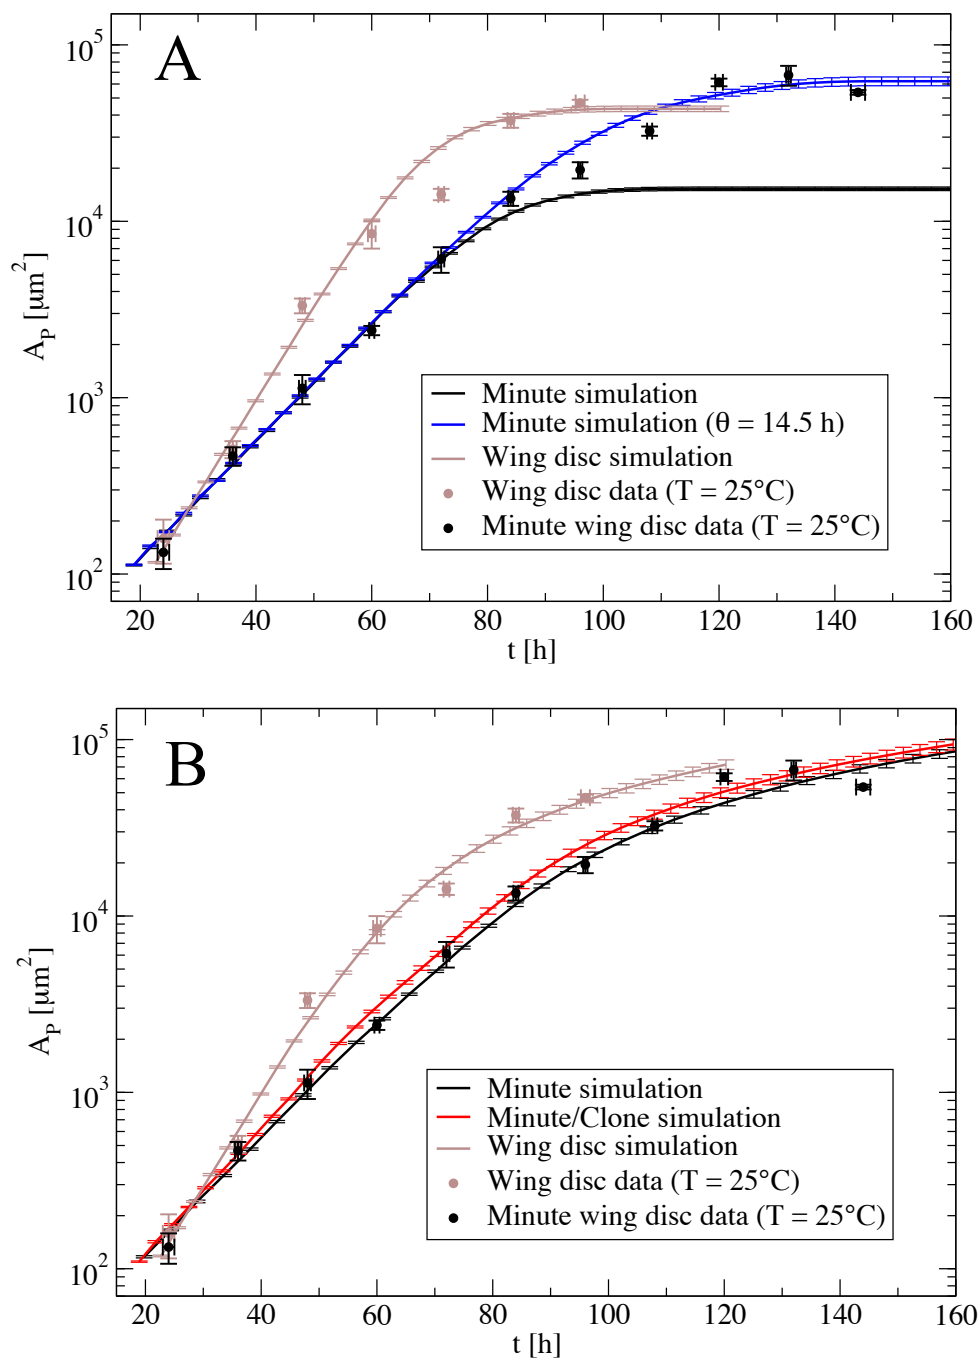 A
10^5
10^4
10^3
10^2
A_P [μm^2]
Minute simulation
Minute simulation (θ = 14.5 h)
Wing disc simulation
Wing disc data (T = 25°C)
Minute wing disc data (T = 25°C)
20 40 60 80 100 120 140 160
t [h]
B
10^5
10^4
10^3
10^2
A_P [μm^2]
Minute simulation
Minute/Clone simulation
Wing disc simulation
Wing disc data (T = 25°C)
Minute wing disc data (T = 25°C)
20 40 60 80 100 120 140 160
t [h]